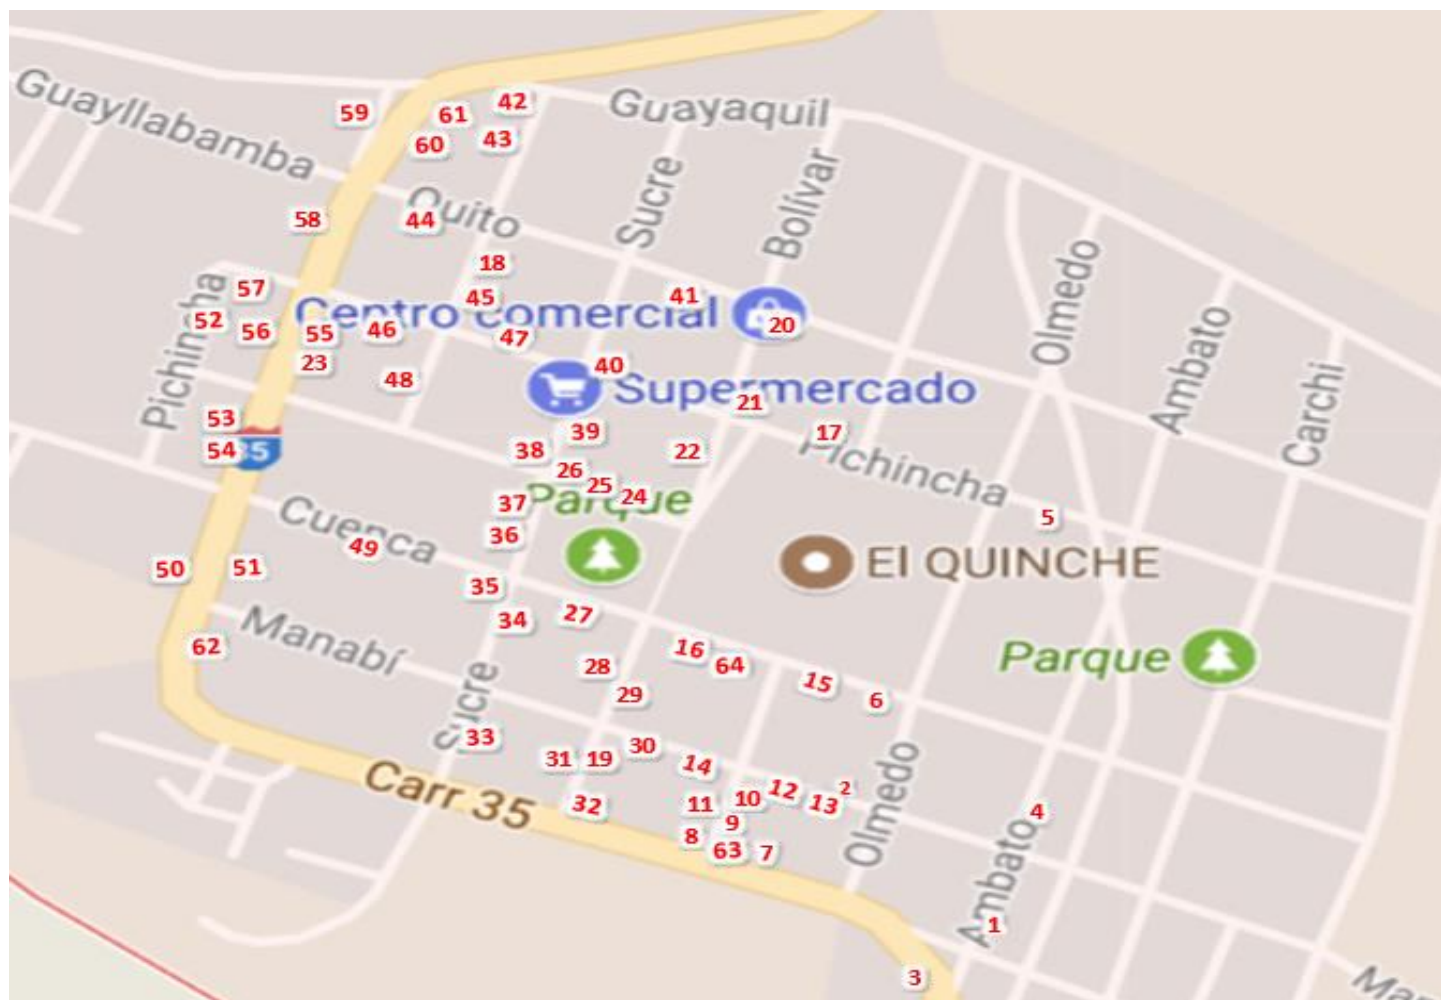 42
59
61
Guayaquil
Guayllabamba
60
43
Sucre
Bolívar
Quito
58
44
18
Olmedo
57
45
41
Centro comercial
20
Pichincha
52
56
55
46
47
Ambato
23
48
40
Supermercado
Carchi
21
53
39
17
38
22
Pichincha
54
35
26
25
24
Parque
37
5
Cuenca
36
49
El QUINCHE
50
51
35
27
34
Manabí
62
16
64
Parque
28
15
29
6
Sucre
33
30
31
19
14
12
2
13
Olmedo
Carr 35
32
11
10
4
9
8
63
7
Ambato
1
3
Mar